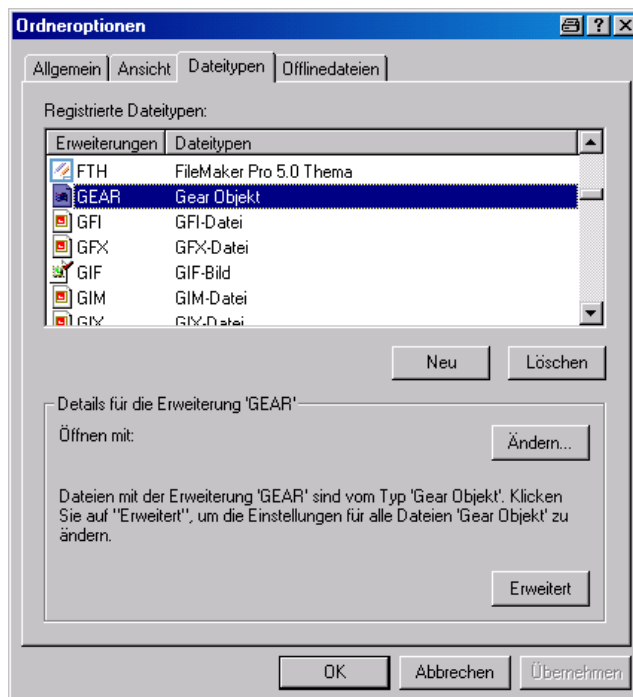 Ordneroptionen
Allgemein Ansicht Dateitypen Offlinedateien
Registrierte Dateitypen:
Erweiterungen Dateitypen
FTH FileMaker Pro 5.0 Thema
GEAR Gear Objekt
GFI GFI-Datei
GFX GFX-Datei
GIF GIF-Bild
GIM GIM-Datei
GIX GIX-Datei
Neu Löschen
Details für die Erweiterung 'GEAR'
Öffnen mit: Ändern...
Dateien mit der Erweiterung 'GEAR' sind vom Typ 'Gear Objekt'. Klicken
Sie auf "Erweitert", um die Einstellungen für alle Dateien 'Gear Objekt' zu
ändern.
Erweitert
OK Abbrechen Übernehmen